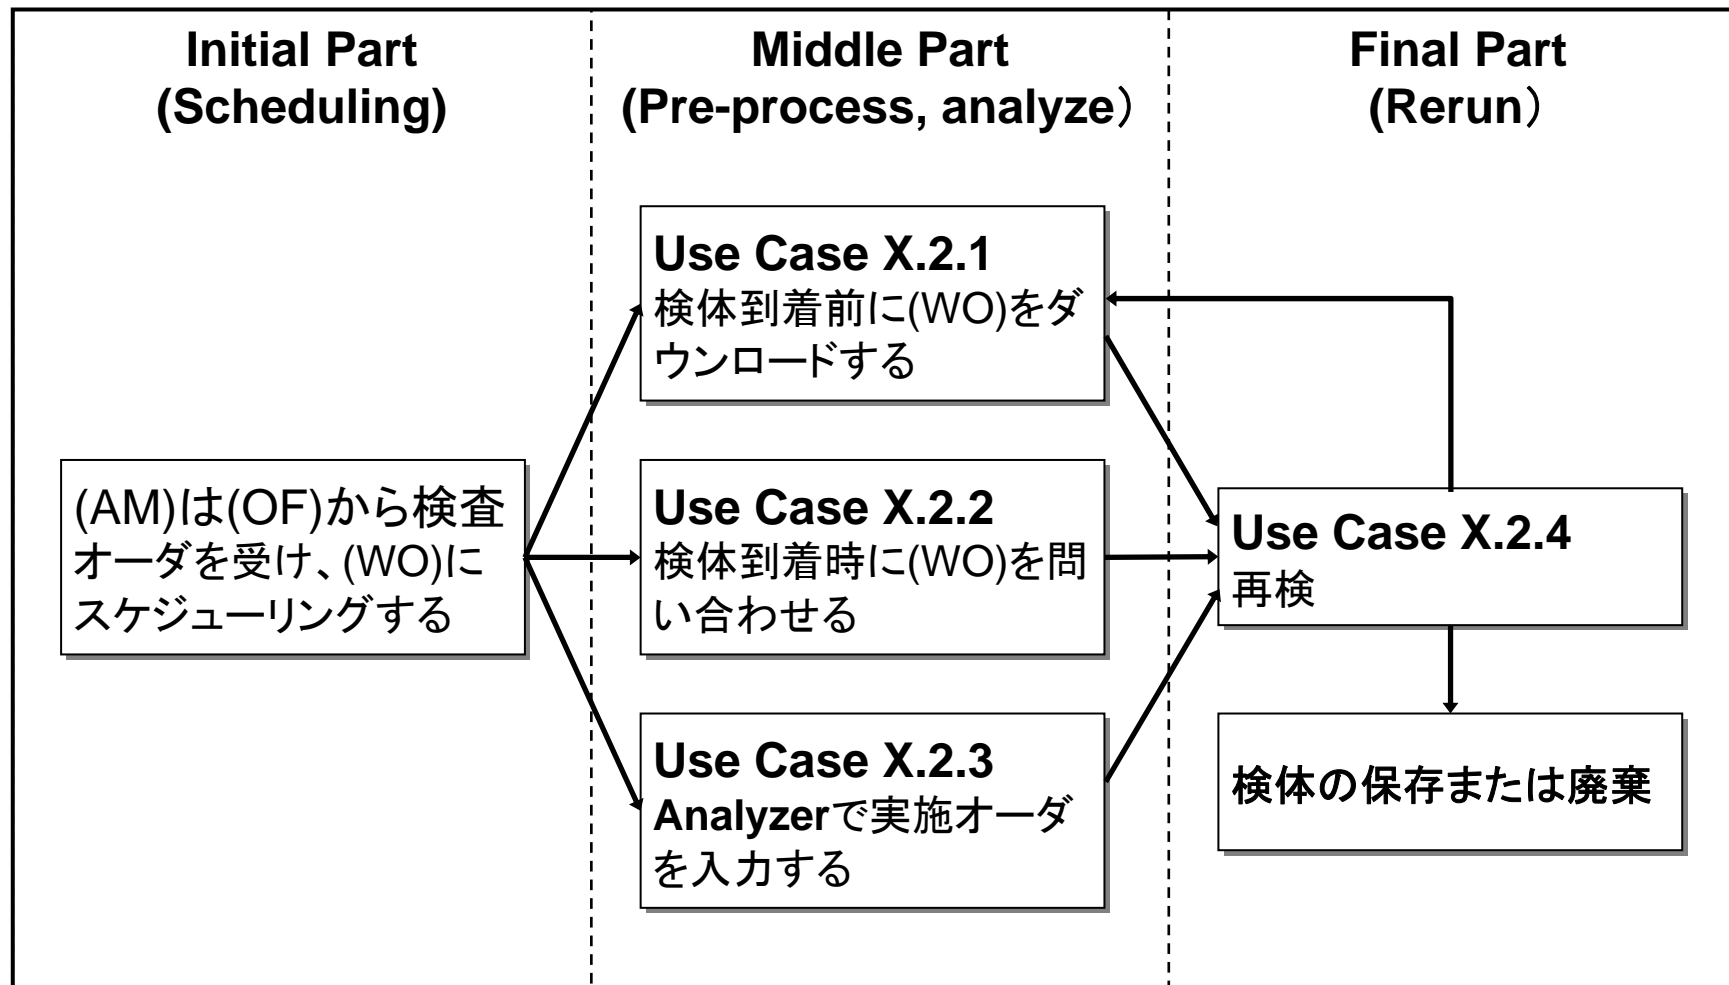 Initial Part
(Scheduling)
Middle Part
(Pre-process, analyze）
Final Part
(Rerun）
(AM)は(OF)から検査
オーダを受け、(WO)に
スケジューリングする
Use Case X.2.1
検体到着前に(WO)をダ
ウンロードする
Use Case X.2.2
検体到着時に(WO)を問
い合わせる
Use Case X.2.3
Analyzerで実施オーダ
を入力する
Use Case X.2.4
再検
検体の保存または廃棄